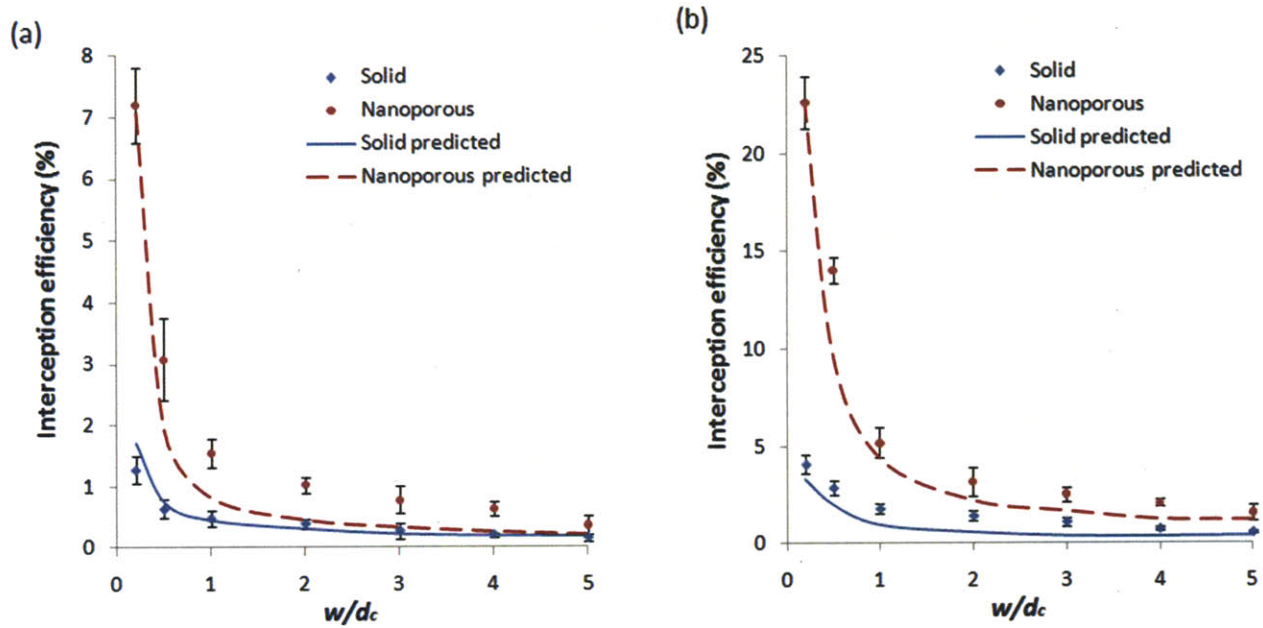 (a)
8
7
6
5
4
3
2
1
0
Interception efficiency (%)
Solid
Nanoporous
Solid predicted
Nanoporous predicted
0 1 2 3 4 5
w/dc
(b)
25
20
15
10
5
0
Interception efficiency (%)
Solid
Nanoporous
Solid predicted
Nanoporous predicted
0 1 2 3 4 5
w/dc